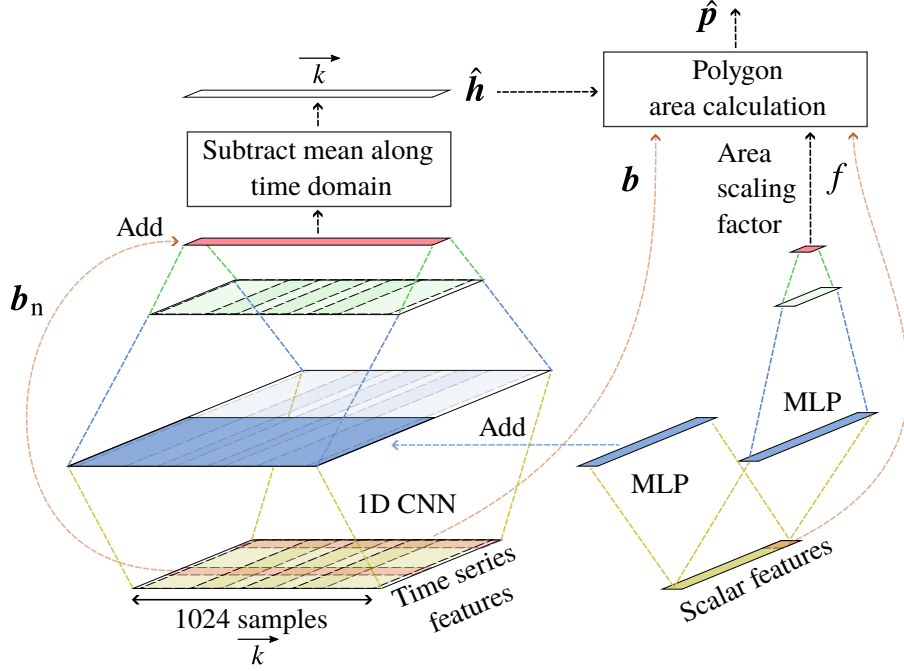 p̂
k
ĥ
Polygon
area calculation
Subtract mean along
time domain
Area
scaling
factor
b
f
Add
b_n
MLP
Add
MLP
1D CNN
Time series
features
Scalar features
1024 samples
k